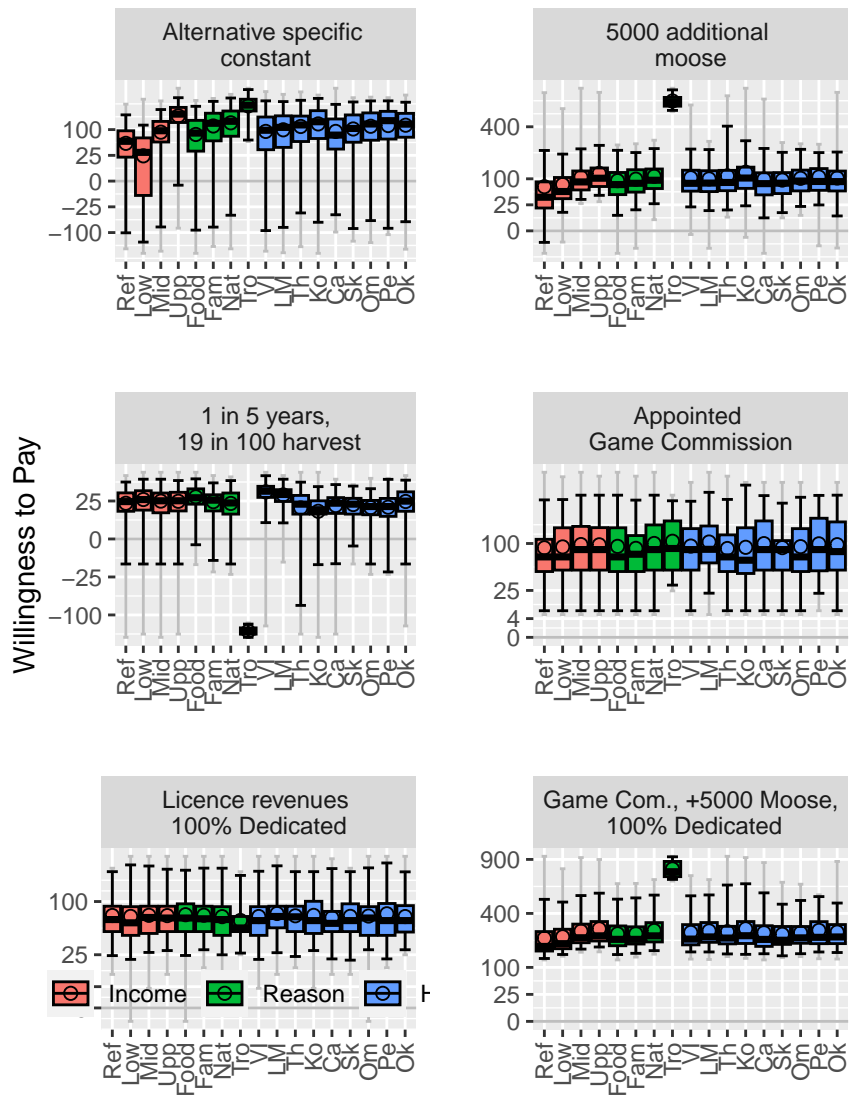 Alternative specific
constant
5000 additional
moose
100
25
0
−25
−100
400
100
25
0
Ref Low Mid Upp Food Fam Nat Tro VI LM Th Ko Ca Sk Om Pe Ok
Ref Low Mid Upp Food Fam Nat Tro VI LM Th Ko Ca Sk Om Pe Ok
Willingness to Pay
1 in 5 years,
19 in 100 harvest
Appointed
Game Commission
25
0
−25
−100
100
25
4
0
Ref Low Mid Upp Food Fam Nat Tro VI LM Th Ko Ca Sk Om Pe Ok
Ref Low Mid Upp Food Fam Nat Tro VI LM Th Ko Ca Sk Om Pe Ok
Licence revenues
100% Dedicated
Game Com., +5000 Moose,
100% Dedicated
100
25
900
400
100
25
0
Income Reason
Ref Low Mid Upp Food Fam Nat Tro VI LM Th Ko Ca Sk Om Pe Ok
Ref Low Mid Upp Food Fam Nat Tro VI LM Th Ko Ca Sk Om Pe Ok